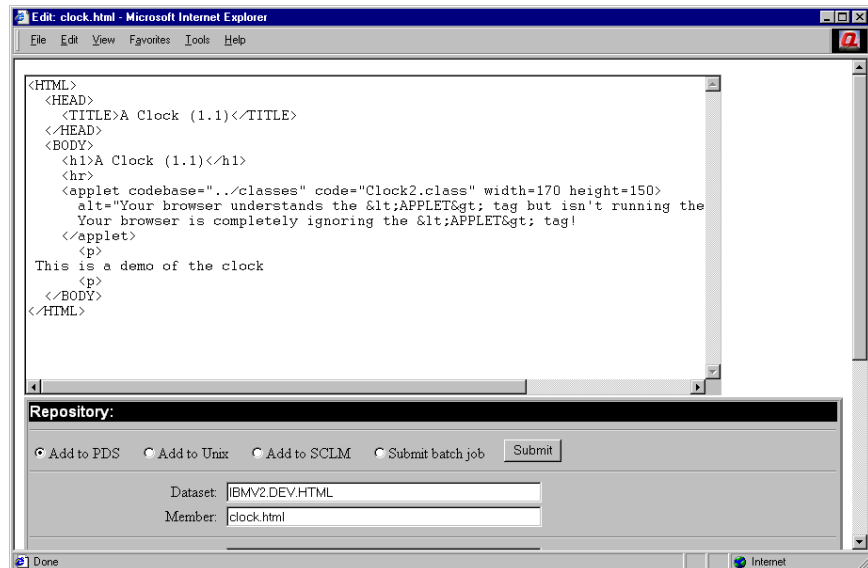 Edit: clock.html - Microsoft Internet Explorer
File Edit View Favorites Tools Help
<HTML>
  <HEAD>
    <TITLE>A Clock (1.1)</TITLE>
  </HEAD>
  <BODY>
    <h1>A Clock (1.1)</h1>
    <hr>
    <applet codebase="../classes" code="Clock2.class" width=170 height=150>
      alt="Your browser understands the &lt;APPLET&gt; tag but isn't running the
      Your browser is completely ignoring the &lt;APPLET&gt; tag!
    </applet>
      <p>
 This is a demo of the clock
      <p>
  </BODY>
</HTML>
Repository:
Add to PDS Add to Unix Add to SCLM Submit batch job Submit
Dataset: IBMV2.DEV.HTML
Member: clock.html
Done Internet